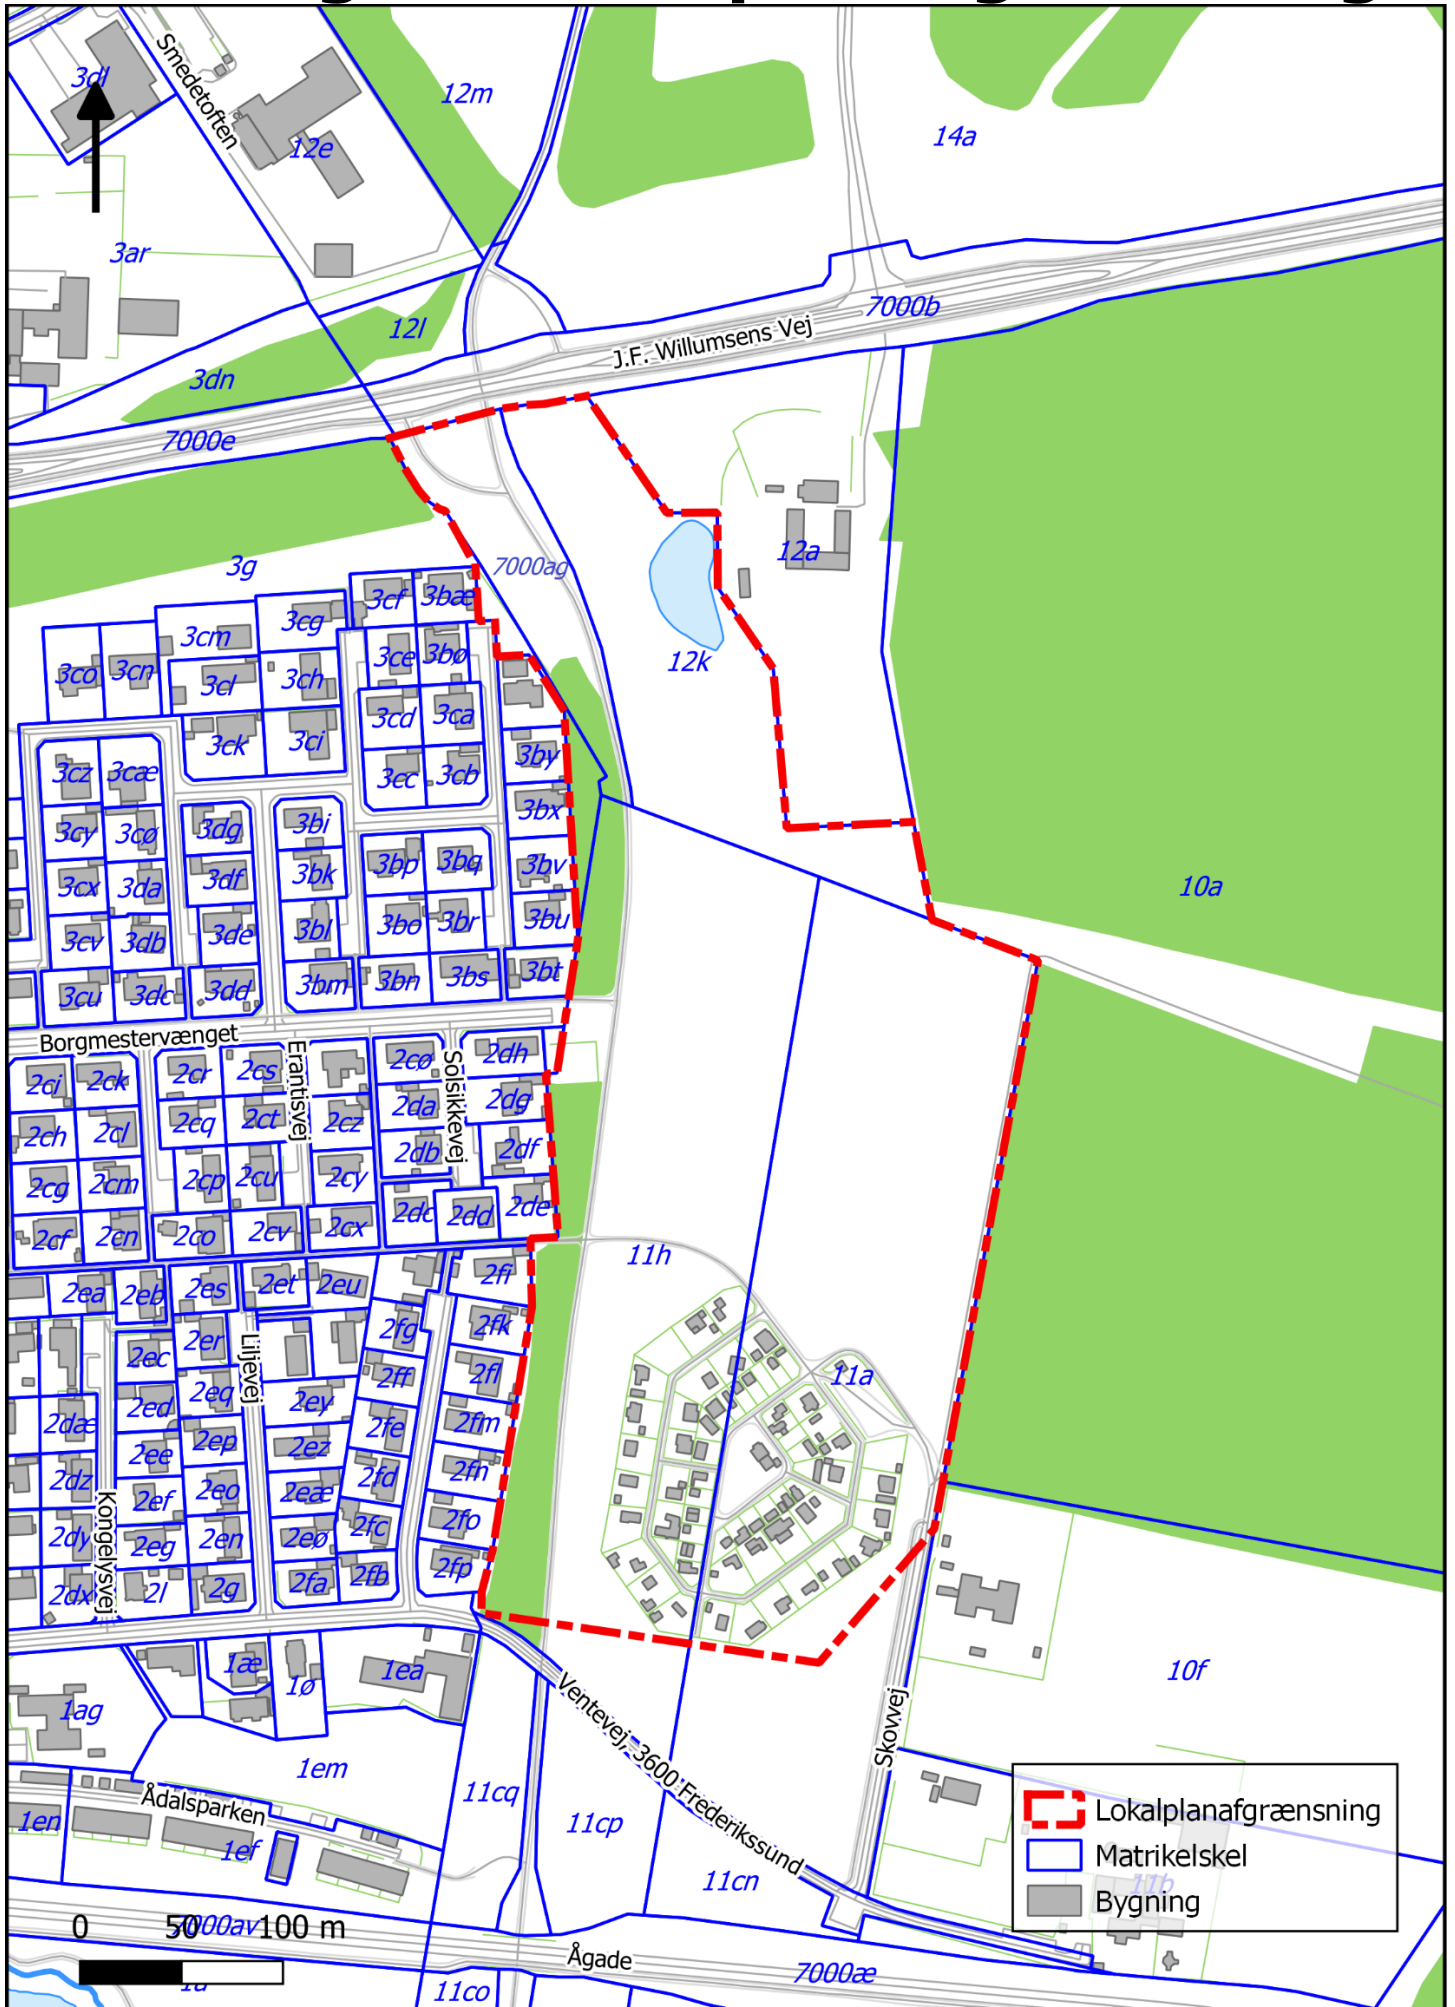 3dl
Smedetoften
12e
12m
14a
3ar
12l
3dn
7000b
J.F. Willumsens Vej
7000e
3g
7000ag
12a
12k
10a
3cf
3bæ
3cg
3cm
3co
3cn
3cl
3ch
3ce
3bø
3cd
3ca
3ck
3ci
3cc
3cb
3by
3cz
3cæ
3bx
3cy
3cø
3dg
3bi
3bp
3bq
3bv
3cx
3da
3df
3bk
3bo
3br
3bu
3cv
3db
3de
3bl
3cu
3dc
3dd
3bm
3bn
3bs
3bt
Borgmestervænget
Erantisvej
Solsikkevej
2ci
2ck
2cr
2cs
2cø
2dh
2ch
2cl
2cq
2ct
2cz
2da
2dg
2cg
2cm
2cp
2cu
2cy
2db
2df
2cf
2cn
2co
2cv
2cx
2dc
2dd
2de
11h
2ea
2eb
2es
2et
2eu
2fi
2ec
2er
Liljevej
2fg
2fk
2ed
2eq
2ey
2ff
2fl
11a
2dæ
2ee
2ep
2ez
2fe
2fm
2dz
2ef
2eo
2eæ
2fd
2fn
2dy
Kongelysvej
2eg
2en
2eø
2fc
2fo
2dx
2l
2g
2fa
2fb
2fp
1æ
1ø
1ea
1ag
1em
Ventevej, 3600 Frederikssund
Skovvej
10f
Ådalsparken
1en
1ef
11cq
11cp
11cn
11b
Lokalplanafgrænsning
Matrikelskel
Bygning
0 50 100 m
7000av
Ågade
7000æ
11co